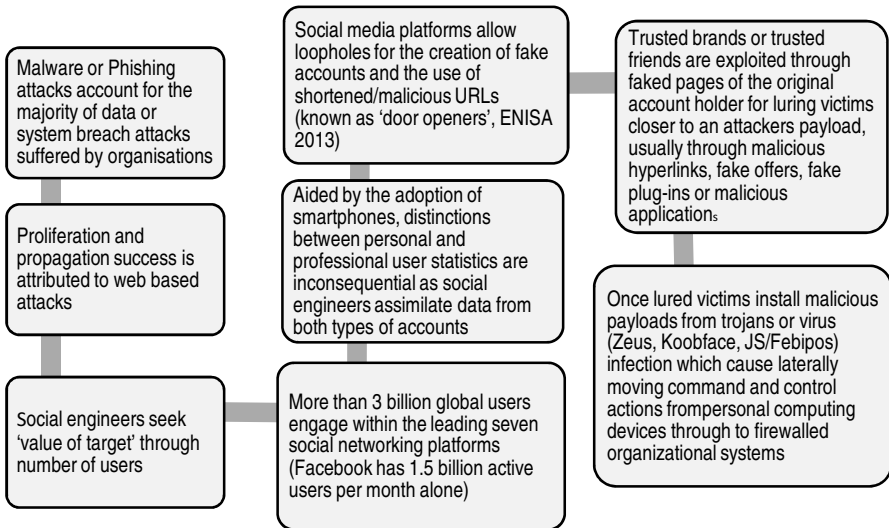 Malware or Phishing
attacks account for the
majority of data or
system breach attacks
suffered by organisations
Proliferation and
propagation success is
attributed to web based
attacks
Social engineers seek
‘value of target’ through
number of users
More than 3 billion global users
engage within the leading seven
social networking platforms
(Facebook has 1.5 billion active
users per month alone)
Aided by the adoption of
smartphones, distinctions
between personal and
professional user statistics are
inconsequential as social
engineers assimilate data from
both types of accounts
Social media platforms allow
loopholes for the creation of fake
accounts and the use of
shortened/malicious URLs
(known as ‘door openers’, ENISA
2013)
Trusted brands or trusted
friends are exploited through
faked pages of the original
account holder for luring victims
closer to an attackers payload,
usually through malicious
hyperlinks, fake offers, fake
plug-ins or malicious
applications
Once lured victims install malicious
payloads from trojans or virus
(Zeus, Koobface, JS/Febipos)
infection which cause laterally
moving command and control
actions frompersonal computing
devices through to firewalled
organizational systems